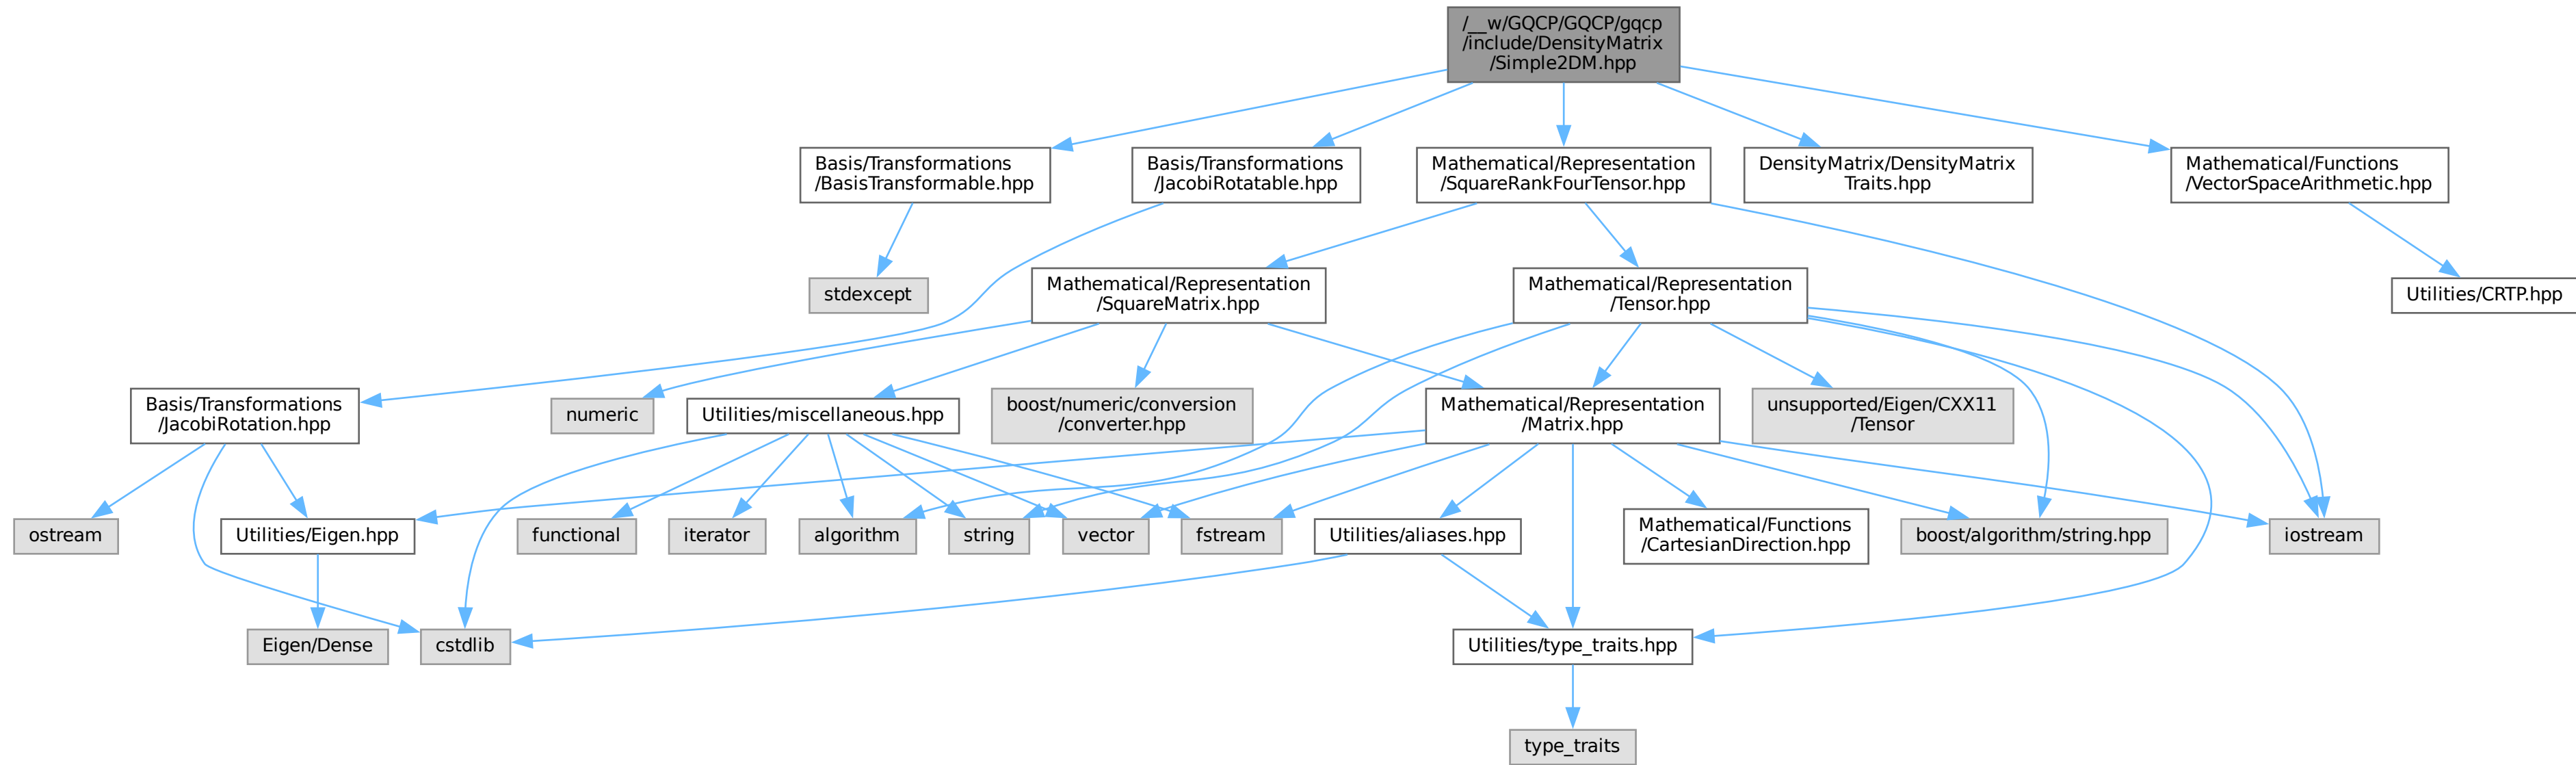 /__w/GQCP/GQCP/gqcp
/include/DensityMatrix
/Simple2DM.hpp
Basis/Transformations
/BasisTransformable.hpp
Basis/Transformations
/JacobiRotatable.hpp
Mathematical/Representation
/SquareRankFourTensor.hpp
DensityMatrix/DensityMatrix
Traits.hpp
Mathematical/Functions
/VectorSpaceArithmetic.hpp
stdexcept
Mathematical/Representation
/SquareMatrix.hpp
Mathematical/Representation
/Tensor.hpp
Utilities/CRTP.hpp
Basis/Transformations
/JacobiRotation.hpp
numeric
Utilities/miscellaneous.hpp
boost/numeric/conversion
/converter.hpp
Mathematical/Representation
/Matrix.hpp
unsupported/Eigen/CXX11
/Tensor
ostream
Utilities/Eigen.hpp
functional
iterator
algorithm
string
vector
fstream
Utilities/aliases.hpp
Mathematical/Functions
/CartesianDirection.hpp
boost/algorithm/string.hpp
iostream
Eigen/Dense
cstdlib
Utilities/type_traits.hpp
type_traits